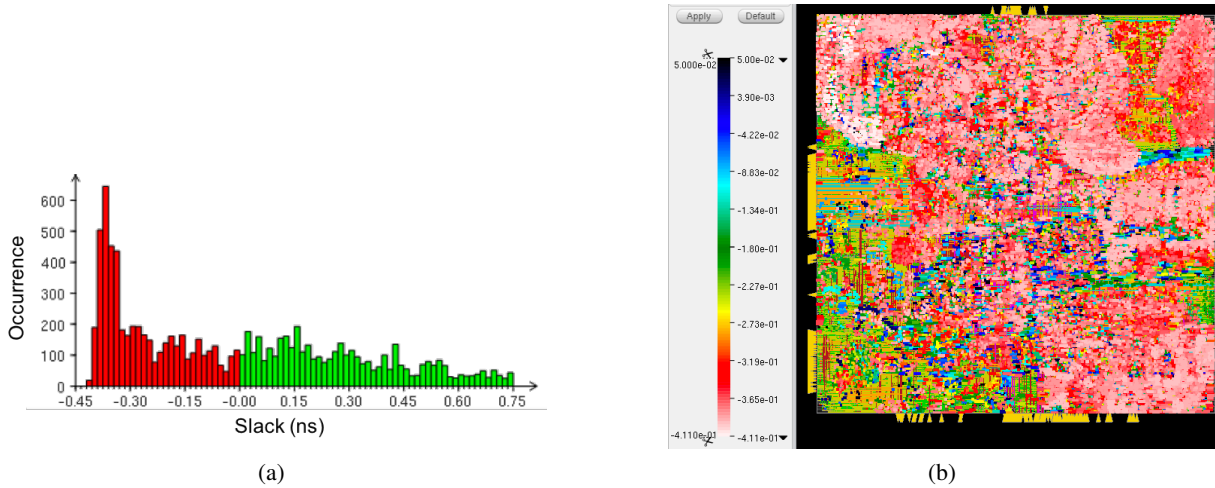 Occurrence
600
500
400
300
200
100
0
-0.45 -0.30 -0.15 -0.00 0.15 0.30 0.45 0.60 0.75
Slack (ns)
(a)
Apply Default
5.000e-02
5.00e-02
3.90e-03
-4.22e-02
-8.83e-02
-1.34e-01
-1.80e-01
-2.27e-01
-2.73e-01
-3.19e-01
-3.65e-01
-4.110e-01
-4.11e-01
(b)